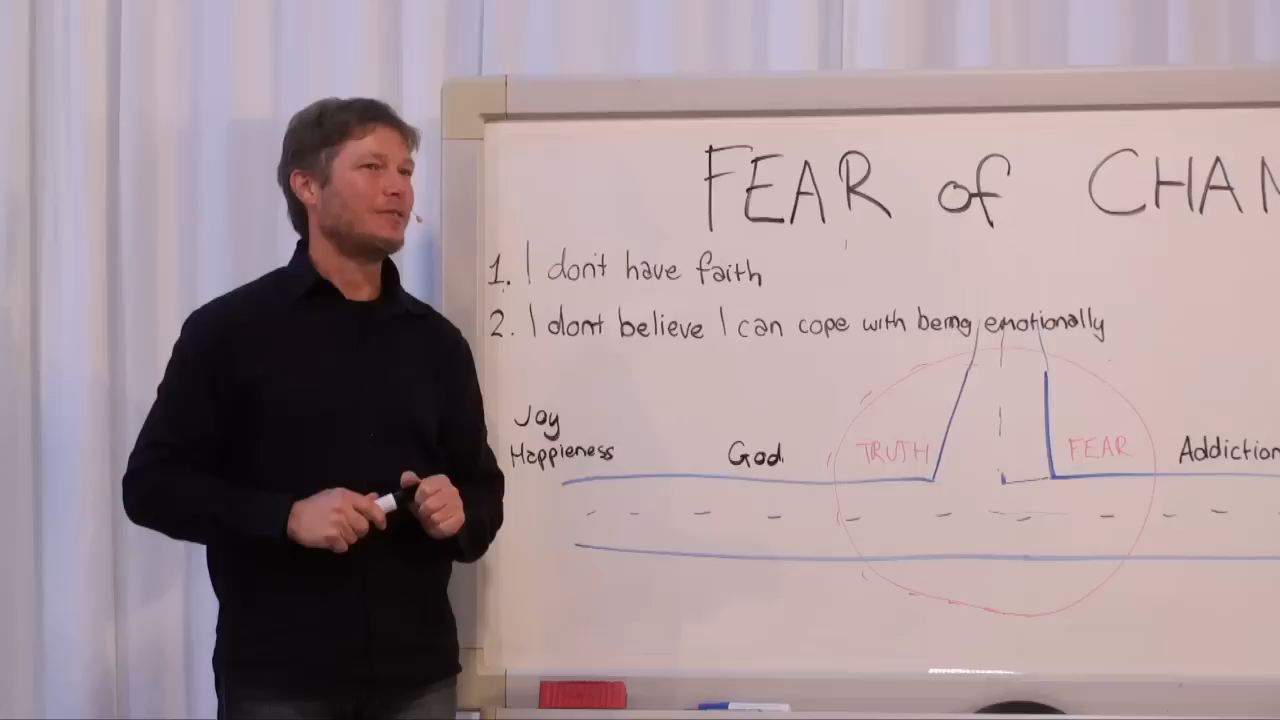 FEAR of CHAN
1. I don't have faith
2. I dont believe I can cope with being emotionally
Joy
Happieness
God
TRUTH
FEAR
Addiction